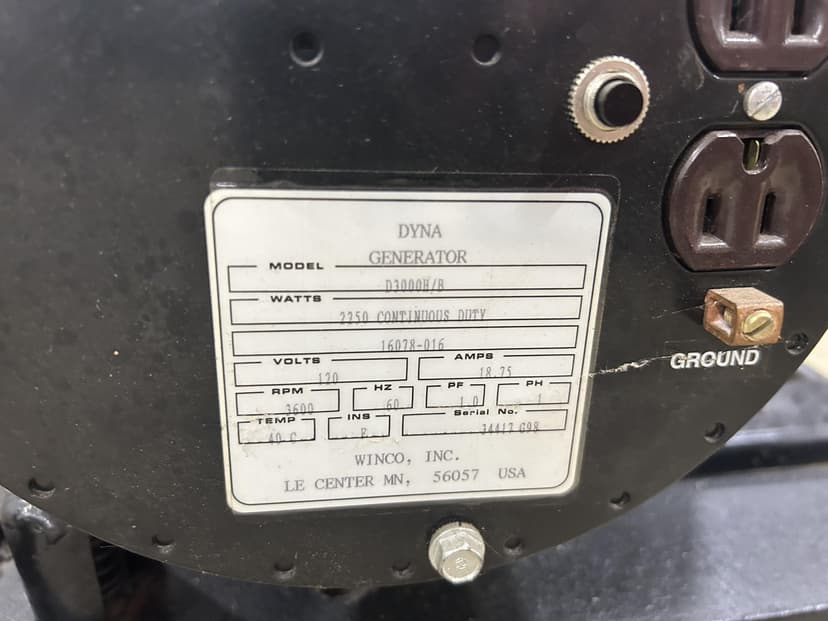 DYNA
GENERATOR
MODEL
D3000H/B
WATTS
2250 CONTINUOUS DUTY
16078-016
VOLTS AMPS
120 18.75
RPM HZ PF PH
3600 60 1.0 1
TEMP INS Serial No.
40 C F 34417 G98
WINCO, INC.
LE CENTER MN, 56057 USA
GROUND